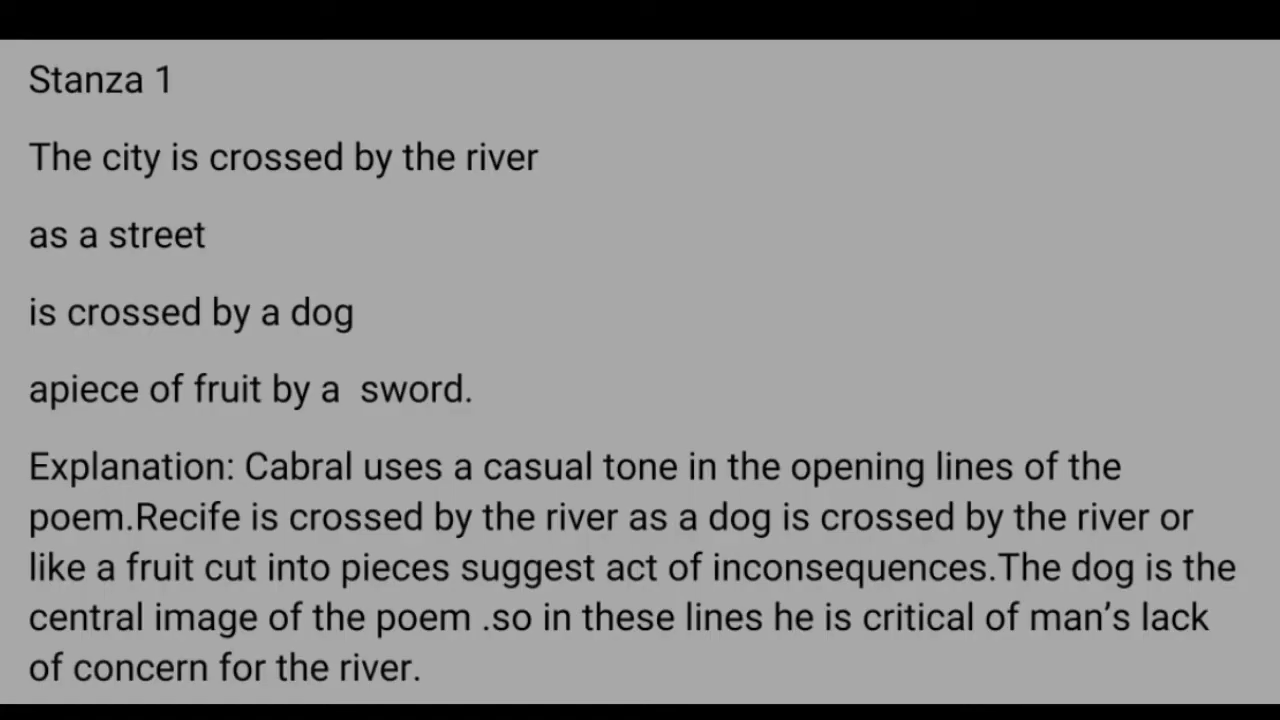 Stanza 1
The city is crossed by the river
as a street
is crossed by a dog
apiece of fruit by a  sword.
Explanation: Cabral uses a casual tone in the opening lines of the
poem.Recife is crossed by the river as a dog is crossed by the river or
like a fruit cut into pieces suggest act of inconsequences.The dog is the
central image of the poem .so in these lines he is critical of man’s lack
of concern for the river.